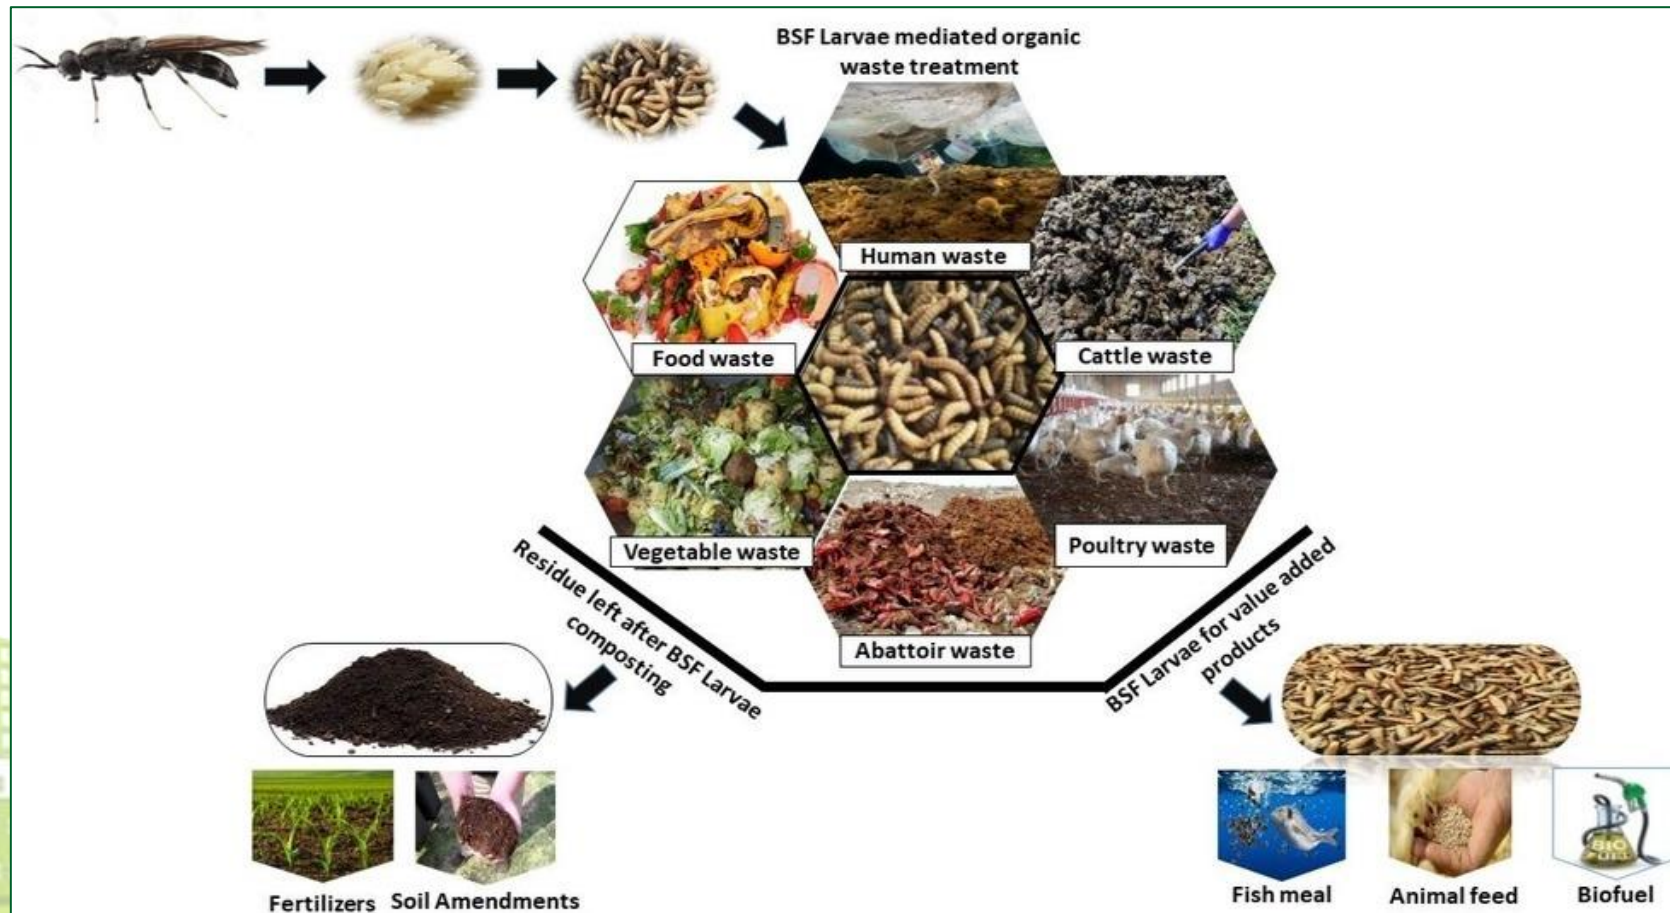 BSF Larvae mediated organic
waste treatment
Human waste
Food waste
Cattle waste
Vegetable waste
Poultry waste
Abattoir waste
Residue left after BSF Larvae
composting
BSF Larvae for value added
products
Fertilizers
Soil Amendments
Fish meal
Animal feed
BIO
Biofuel